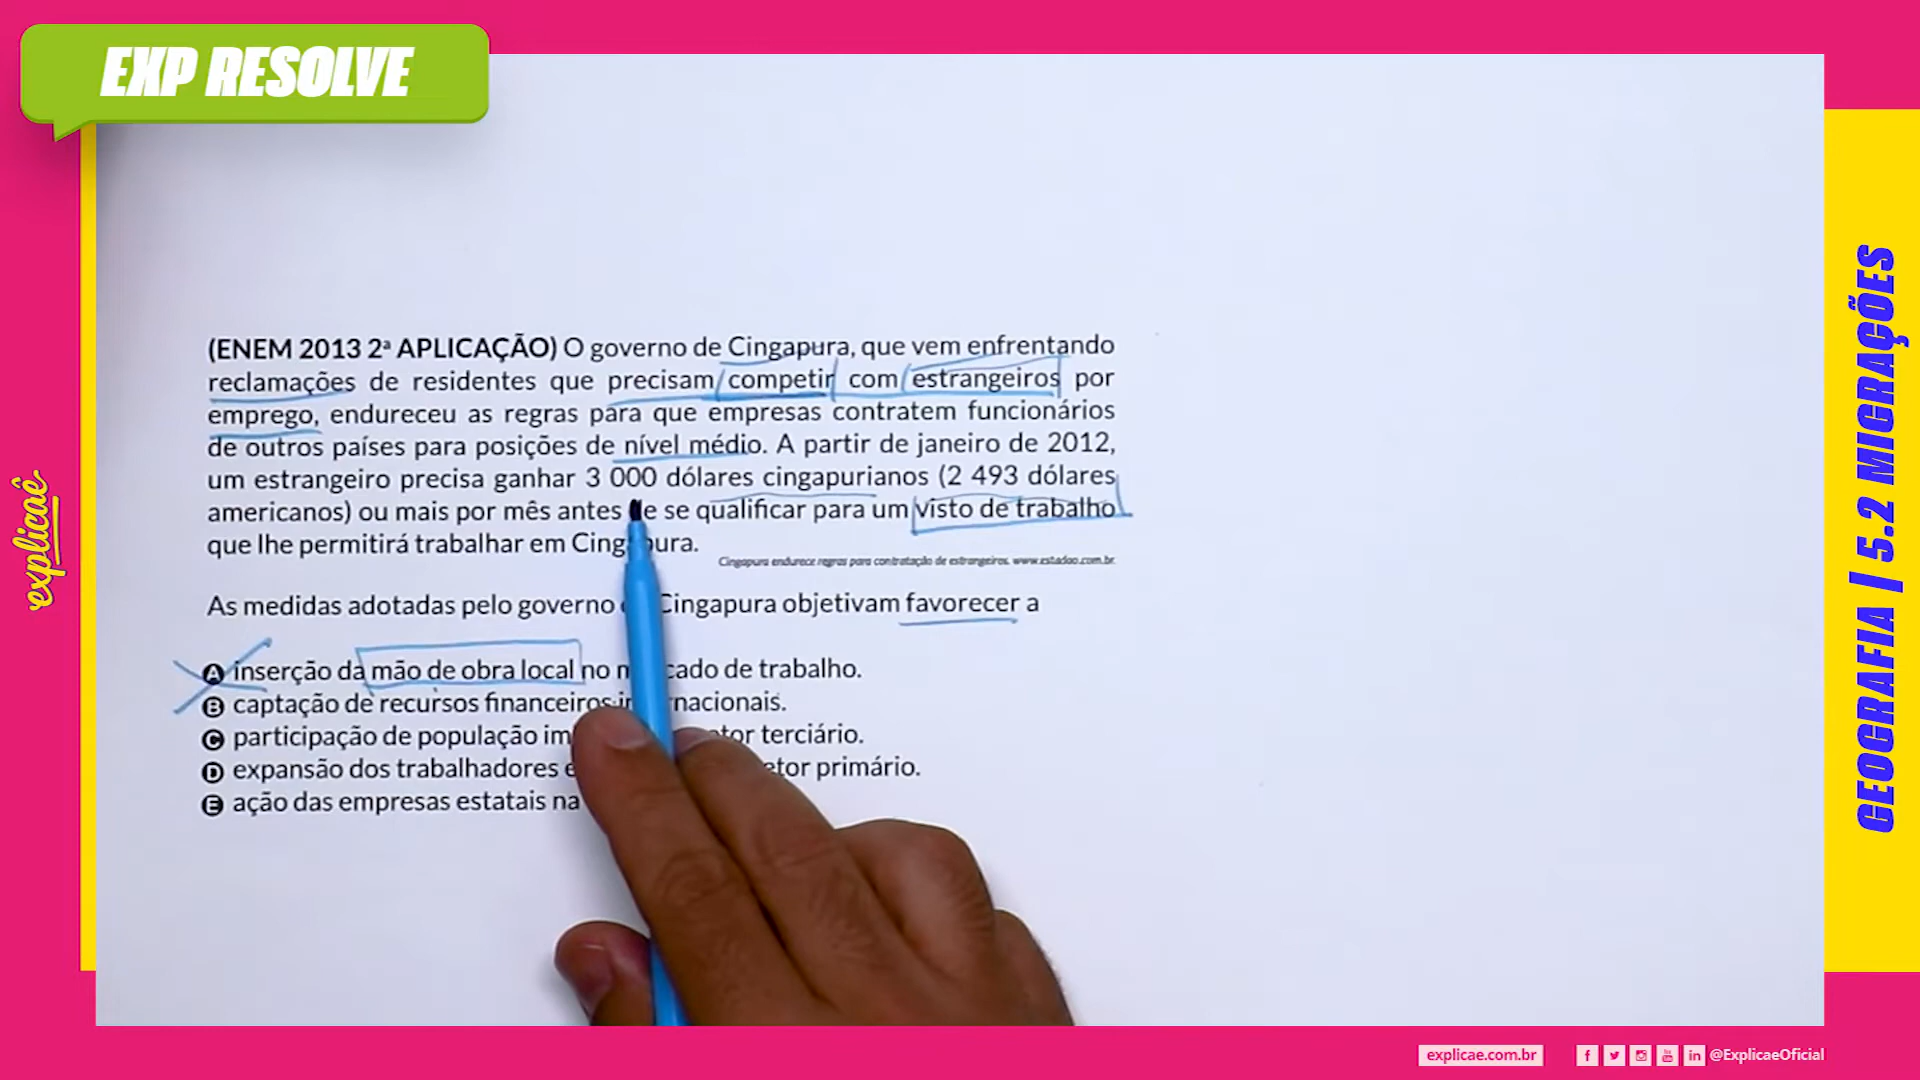 EXP RESOLVE
(ENEM 2013 2ª APLICAÇÃO) O governo de Cingapura, que vem enfrentando
reclamações de residentes que precisam competir com estrangeiros por
emprego, endureceu as regras para que empresas contratem funcionários
de outros países para posições de nível médio. A partir de janeiro de 2012,
um estrangeiro precisa ganhar 3 000 dólares cingapurianos (2 493 dólares
americanos) ou mais por mês antes de se qualificar para um visto de trabalho
que lhe permitirá trabalhar em Cingapura.
Cingapura endurece regras para contratação de estrangeiros. www.estadao.com.br.
As medidas adotadas pelo governo Cingapura objetivam favorecer a
A inserção da mão de obra local no mercado de trabalho.
B captação de recursos financeiros internacionais.
C participação de população setor terciário.
D expansão dos trabalhadores setor primário.
E ação das empresas estatais na
explicaê
GEOGRAFIA | 5.2 MIGRAÇÕES
explicae.com.br
@ExplicaeOficial